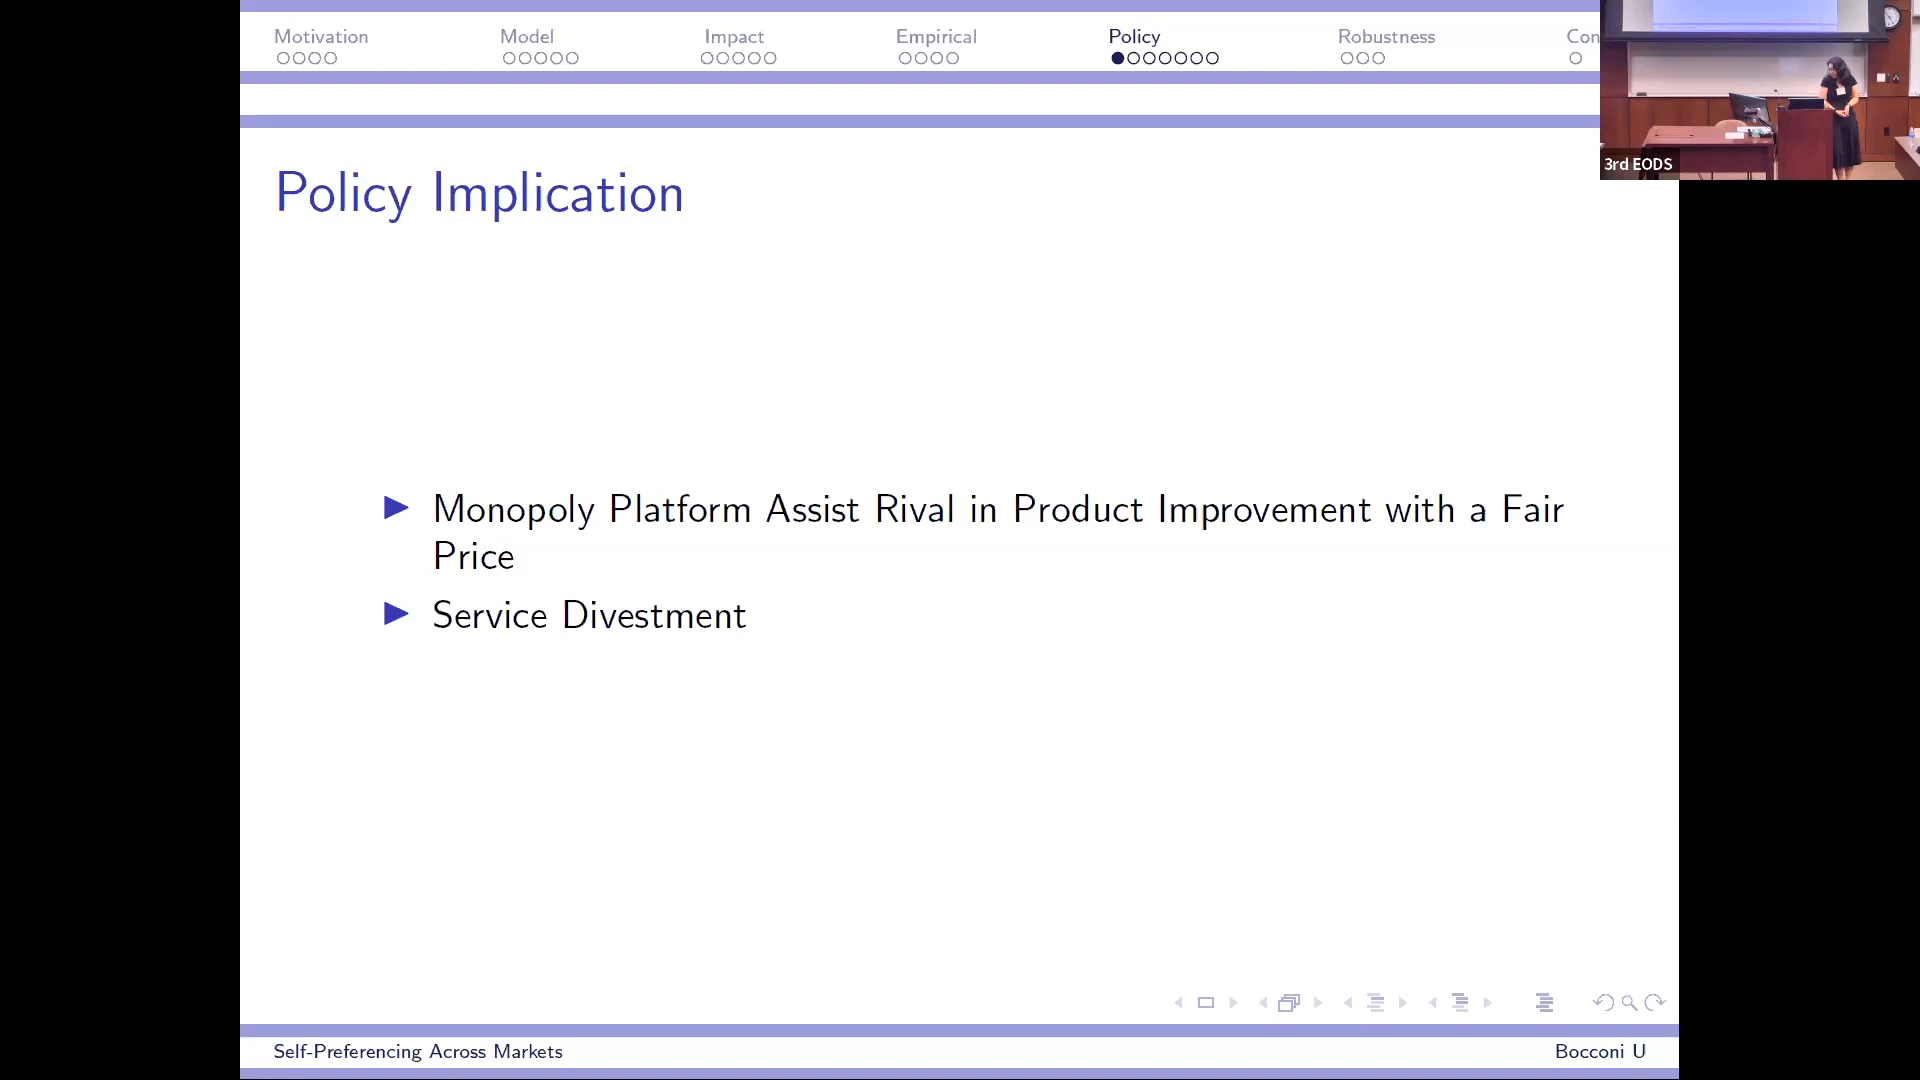 Motivation
Model
Impact
Empirical
Policy
Robustness
Con
3rd EODS
Policy Implication
Monopoly Platform Assist Rival in Product Improvement with a Fair
Price
Service Divestment
Self-Preferencing Across Markets
Bocconi U